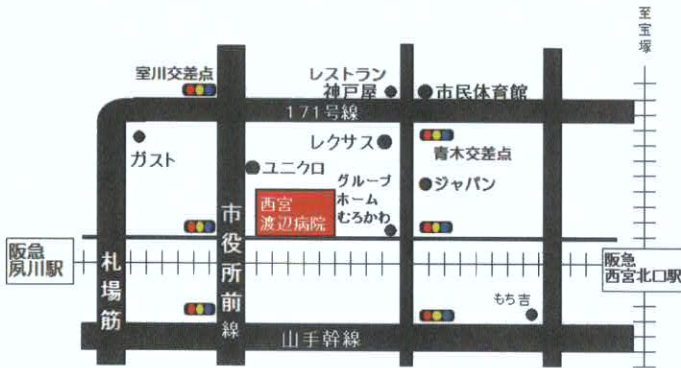 至宝塚
室川交差点
レストラン
神戸屋
市民体育館
171号線
ガスト
レクサス
青木交差点
ユニクロ
グループ
ホーム
むろかわ
ジャパン
西宮
渡辺病院
阪急
夙川駅
札場筋
市役所前線
阪急
西宮北口駅
もち吉
山手幹線